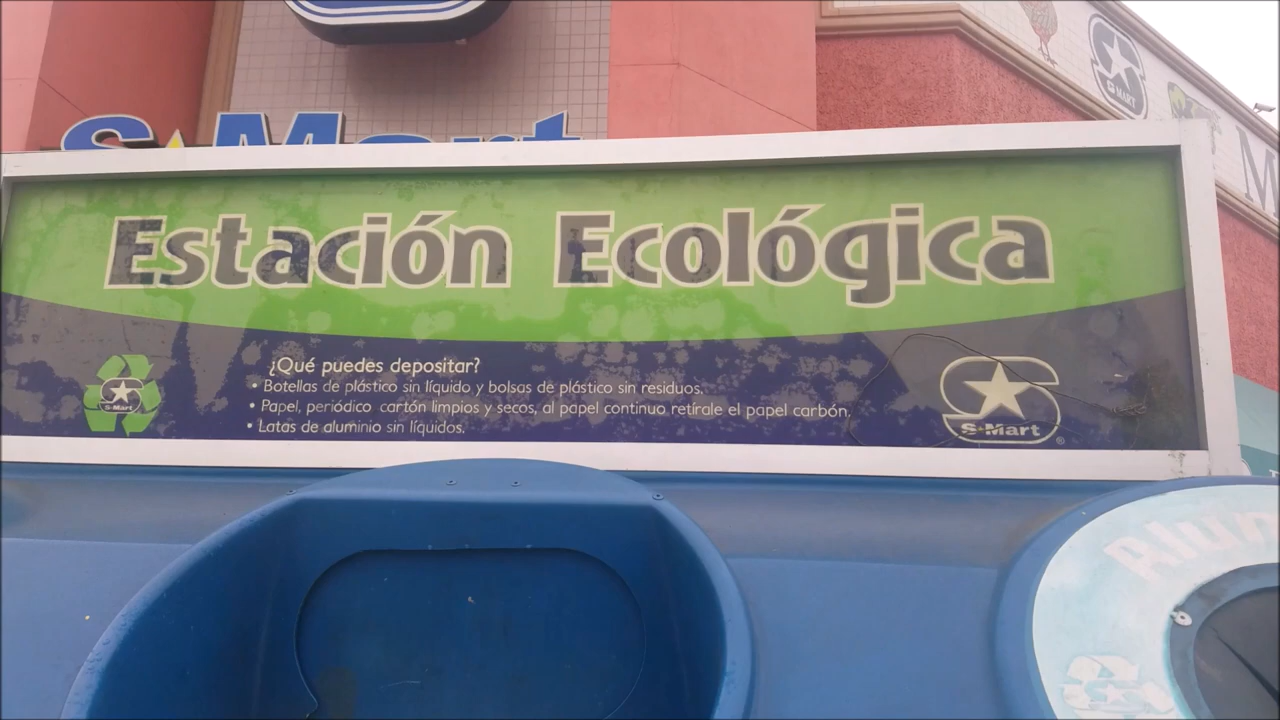 S-Mart
S MART
M
Estación Ecológica
¿Qué puedes depositar?
• Botellas de plástico sin líquido y bolsas de plástico sin residuos.
• Papel, periódico cartón limpios y secos, al papel continuo retírale el papel carbón.
• Latas de aluminio sin líquidos.
S-Mart
S-Mart
®
Alum